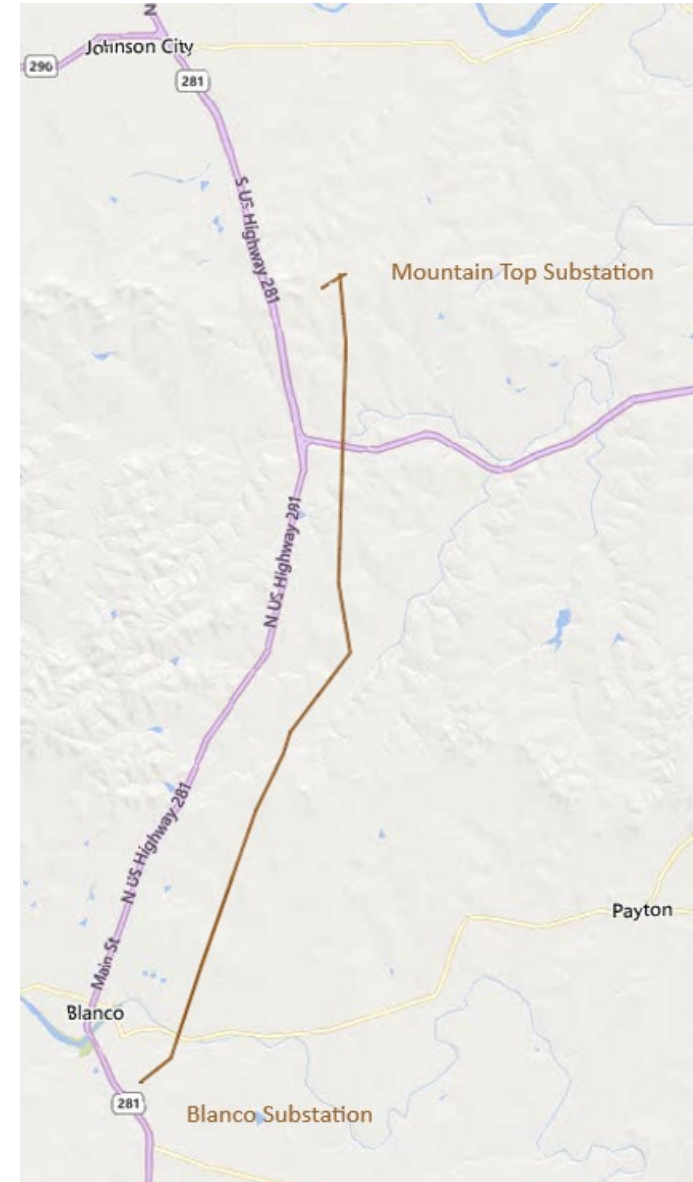 N
Johnson City
290
281
S US Highway 281
Mountain Top Substation
N US Highway 281
N US Highway 281
Payton
Main St
Blanco
281
Blanco Substation